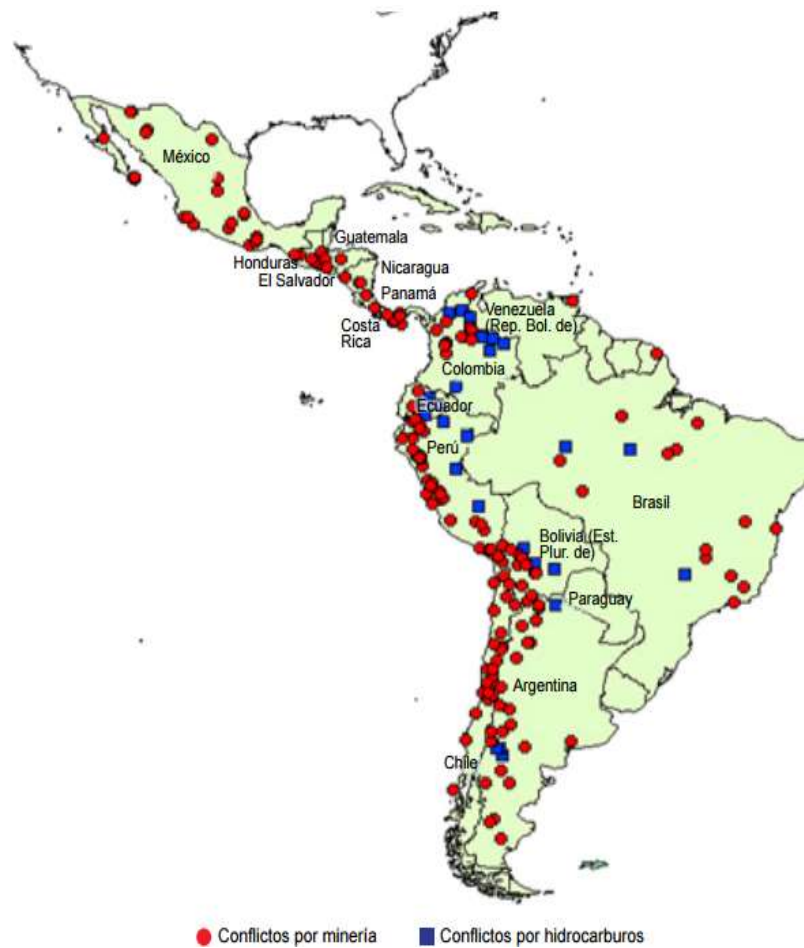 México
Guatemala
Honduras
Nicaragua
El Salvador
Panamá
Costa
Rica
Venezuela
(Rep. Bol. de)
Colombia
Ecuador
Perú
Brasil
Bolivia (Est.
Plur. de)
Paraguay
Argentina
Chile
Conflictos por minería
Conflictos por hidrocarburos